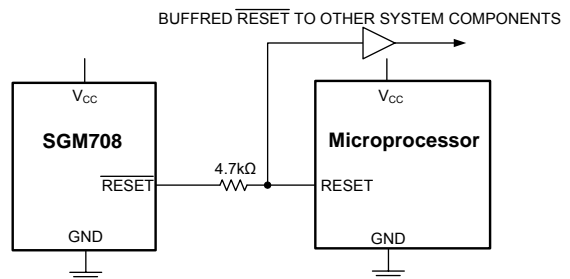 BUFFRED RESET TO OTHER SYSTEM COMPONENTS
VCC
SGM708
RESET
GND
4.7kΩ
VCC
Microprocessor
RESET
GND